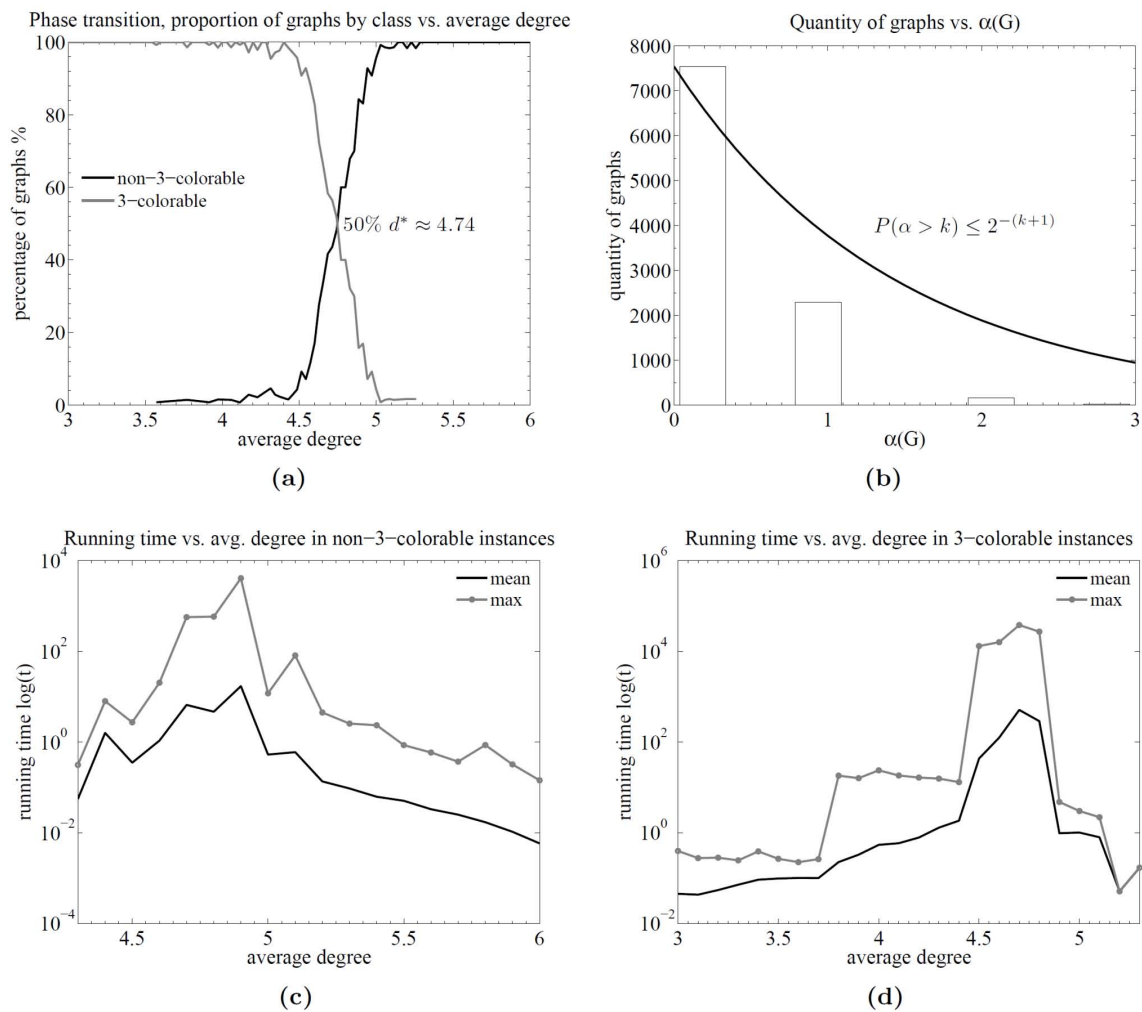 Phase transition, proportion of graphs by class vs. average degree
100
80
60
40
20
0
percentage of graphs %
non−3−colorable
3−colorable
50% d* ≈ 4.74
3
3.5
4
4.5
5
5.5
6
average degree
(a)
Quantity of graphs vs. α(G)
8000
7000
6000
5000
4000
3000
2000
1000
0
quantity of graphs
P(α > k) ≤ 2^{-(k+1)}
0
1
2
3
α(G)
(b)
Running time vs. avg. degree in non−3−colorable instances
10^4
10^2
10^0
10^{-2}
10^{-4}
running time log(t)
mean
max
4.5
5
5.5
6
average degree
(c)
Running time vs. avg. degree in 3−colorable instances
10^6
10^4
10^2
10^0
10^{-2}
running time log(t)
mean
max
3
3.5
4
4.5
5
average degree
(d)